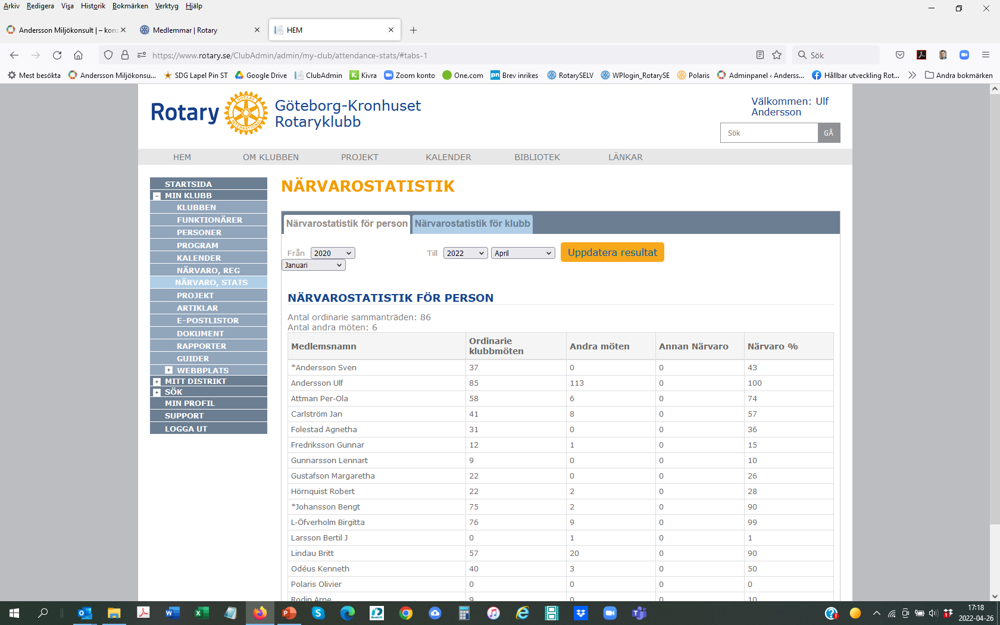 Arkiv Redigera Visa Historik Bokmärken Verktyg Hjälp
Andersson Miljökonsult | – kons
Medlemmar | Rotary
HEM
https://www.rotary.se/ClubAdmin/admin/my-club/attendance-stats/#tabs-1
Sök
Mest besökta Andersson Miljökonsu... SDG Lapel Pin ST Google Drive ClubAdmin Kivra Zoom konto One.com Brev inrikes RotarySELV WPlogin_RotarySE Polaris Adminpanel ‹ Anderss... Hållbar utveckling Rot... Andra bokmärken
Rotary
Göteborg-Kronhuset
Rotaryklubb
Välkommen: Ulf
Andersson
Sök GÅ
HEM OM KLUBBEN PROJEKT KALENDER BIBLIOTEK LÄNKAR
STARTSIDA
MIN KLUBB
KLUBBEN
FUNKTIONÄRER
PERSONER
PROGRAM
KALENDER
NÄRVARO, REG
NÄRVARO, STATS
PROJEKT
ARTIKLAR
E-POSTLISTOR
DOKUMENT
RAPPORTER
GUIDER
WEBBPLATS
MITT DISTRIKT
SÖK
MIN PROFIL
SUPPORT
LOGGA UT
NÄRVAROSTATISTIK
Närvarostatistik för person Närvarostatistik för klubb
Från 2020 Till 2022 April Uppdatera resultat
Januari
NÄRVAROSTATISTIK FÖR PERSON
Antal ordinarie sammanträden: 86
Antal andra möten: 6
Medlemsnamn Ordinarie klubbmöten Andra möten Annan Närvaro Närvaro %
*Andersson Sven 37 0 0 43
Andersson Ulf 85 113 0 100
Attman Per-Ola 58 6 0 74
Carlström Jan 41 8 0 57
Folestad Agnetha 31 0 0 36
Fredriksson Gunnar 12 1 0 15
Gunnarsson Lennart 9 0 0 10
Gustafson Margaretha 22 0 0 26
Hörnquist Robert 22 2 0 28
*Johansson Bengt 75 2 0 90
L-Öfverholm Birgitta 76 9 0 99
Larsson Bertil J 0 1 0 1
Lindau Britt 57 20 0 90
Odéus Kenneth 40 3 0 50
Polaris Olivier 0 0 0 0
Rodin Arne 9 0 0 10
17:18
2022-04-26